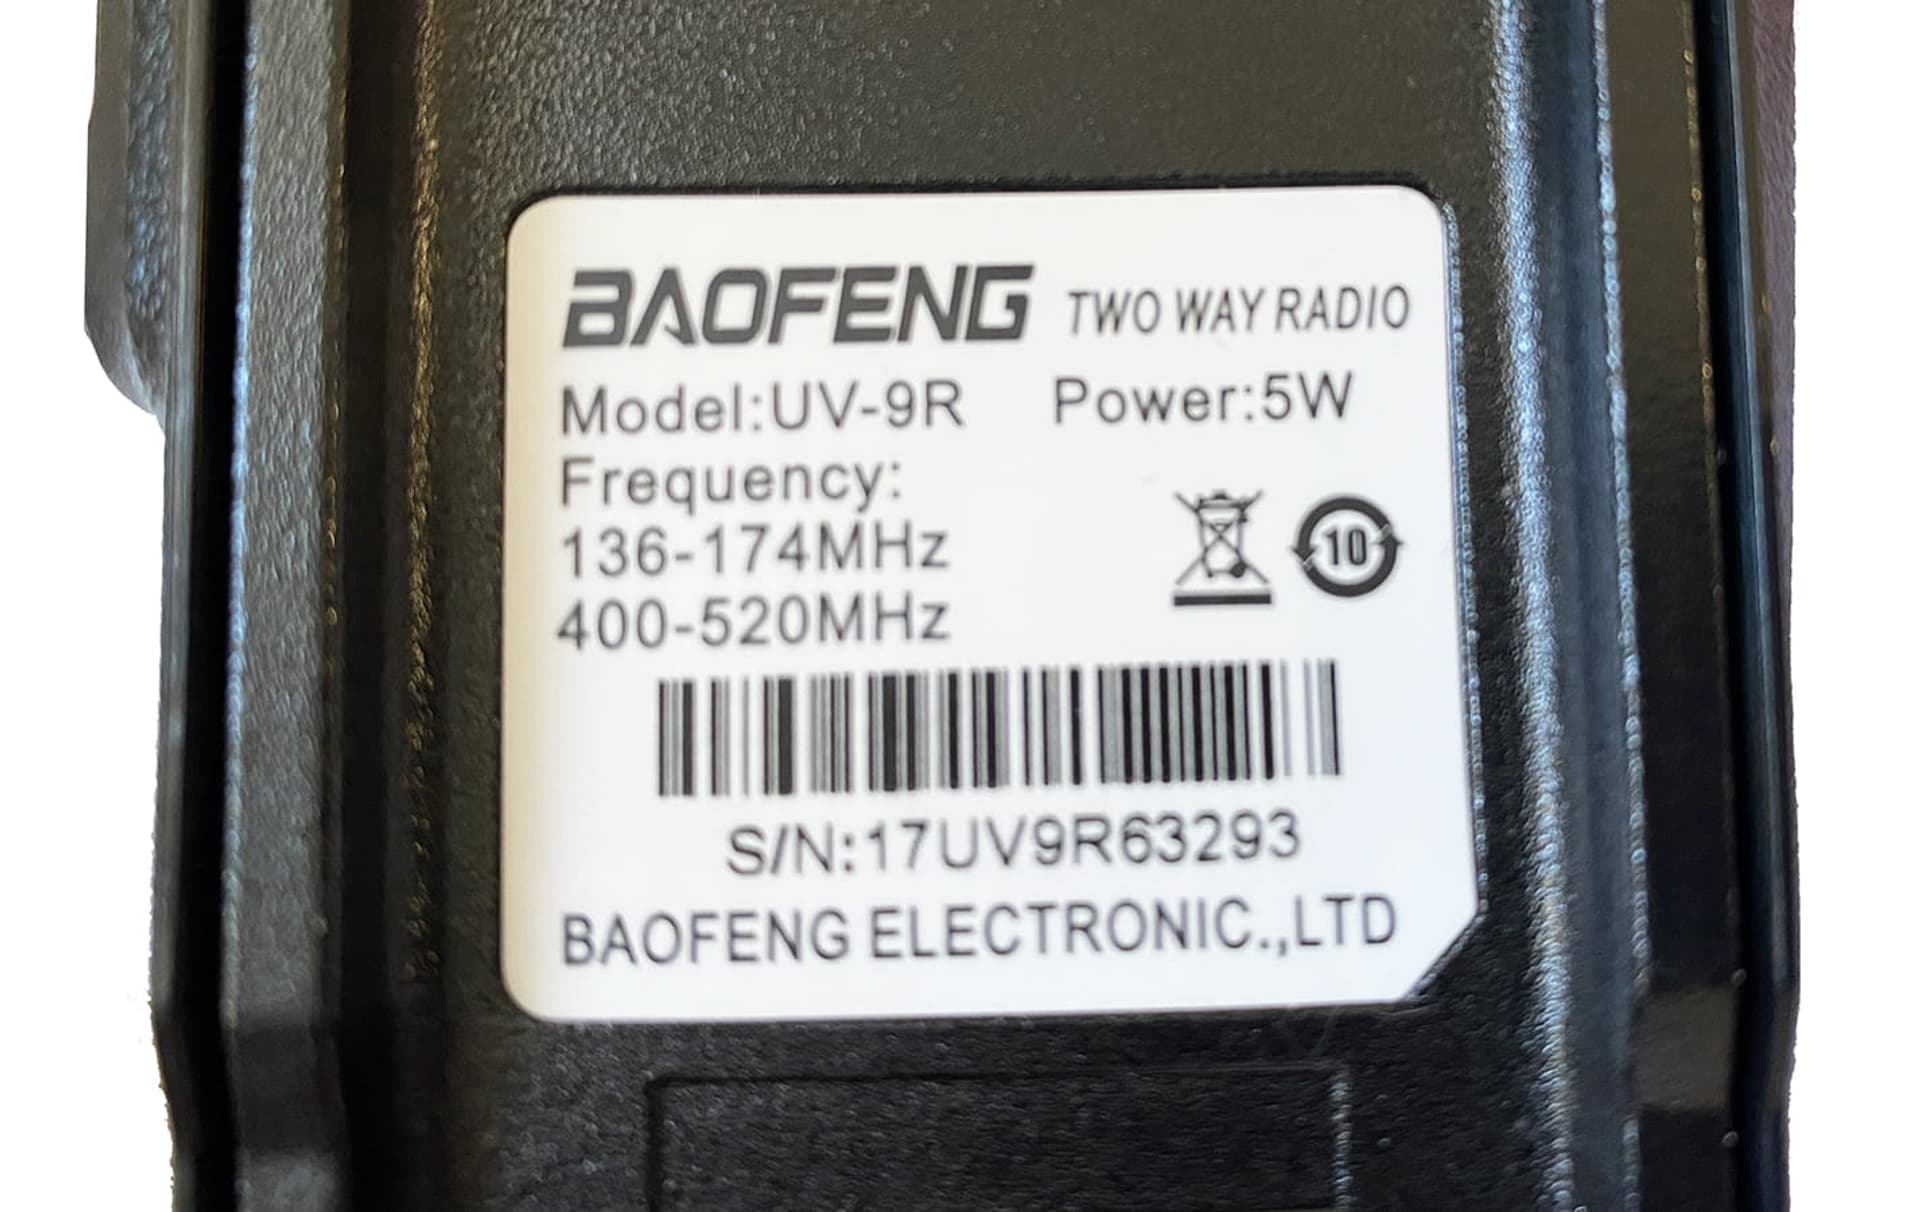 BAOFENG TWO WAY RADIO
Model:UV-9R Power:5W
Frequency:
136-174MHz
400-520MHz
10
S/N:17UV9R63293
BAOFENG ELECTRONIC.,LTD